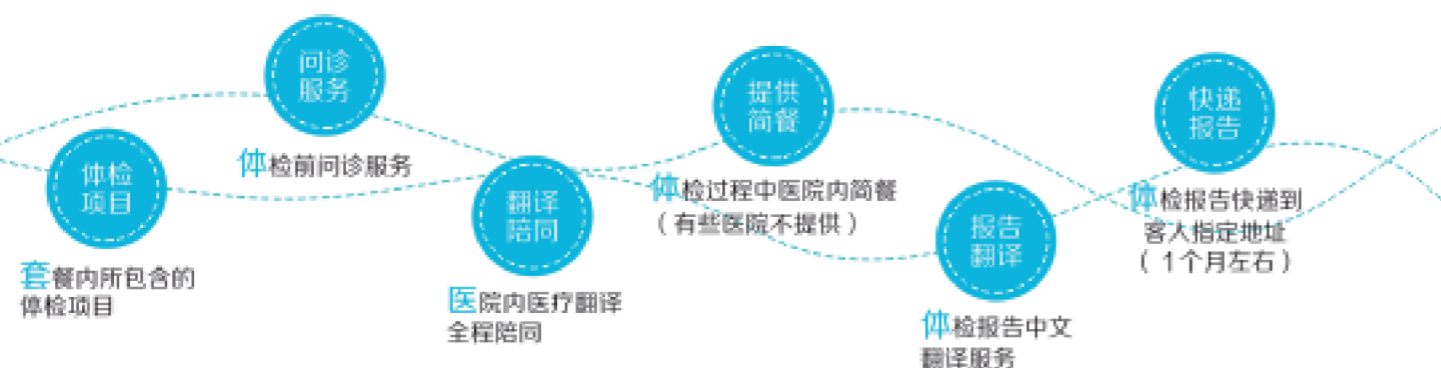 体检
项目
套餐内所包含的
体检项目
问诊
服务
体检前问诊服务
翻译
陪同
医院内医疗翻译
全程陪同
提供
简餐
体检过程中医院内简餐
（有些医院不提供）
报告
翻译
体检报告中文
翻译服务
快递
报告
体检报告快递到
客人指定地址
（1个月左右）